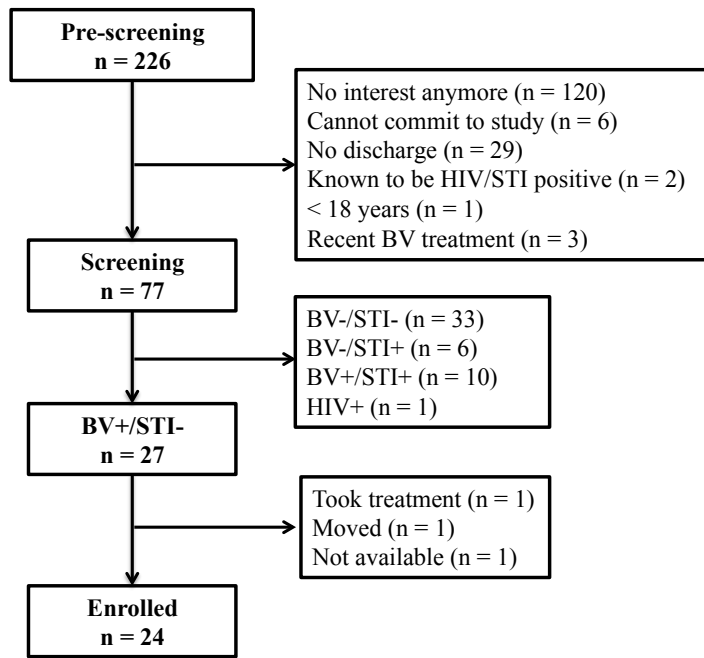 Pre-screening
n = 226
No interest anymore (n = 120)
Cannot commit to study (n = 6)
No discharge (n = 29)
Known to be HIV/STI positive (n = 2)
< 18 years (n = 1)
Recent BV treatment (n = 3)
Screening
n = 77
BV-/STI- (n = 33)
BV-/STI+ (n = 6)
BV+/STI+ (n = 10)
HIV+ (n = 1)
BV+/STI-
n = 27
Took treatment (n = 1)
Moved (n = 1)
Not available (n = 1)
Enrolled
n = 24